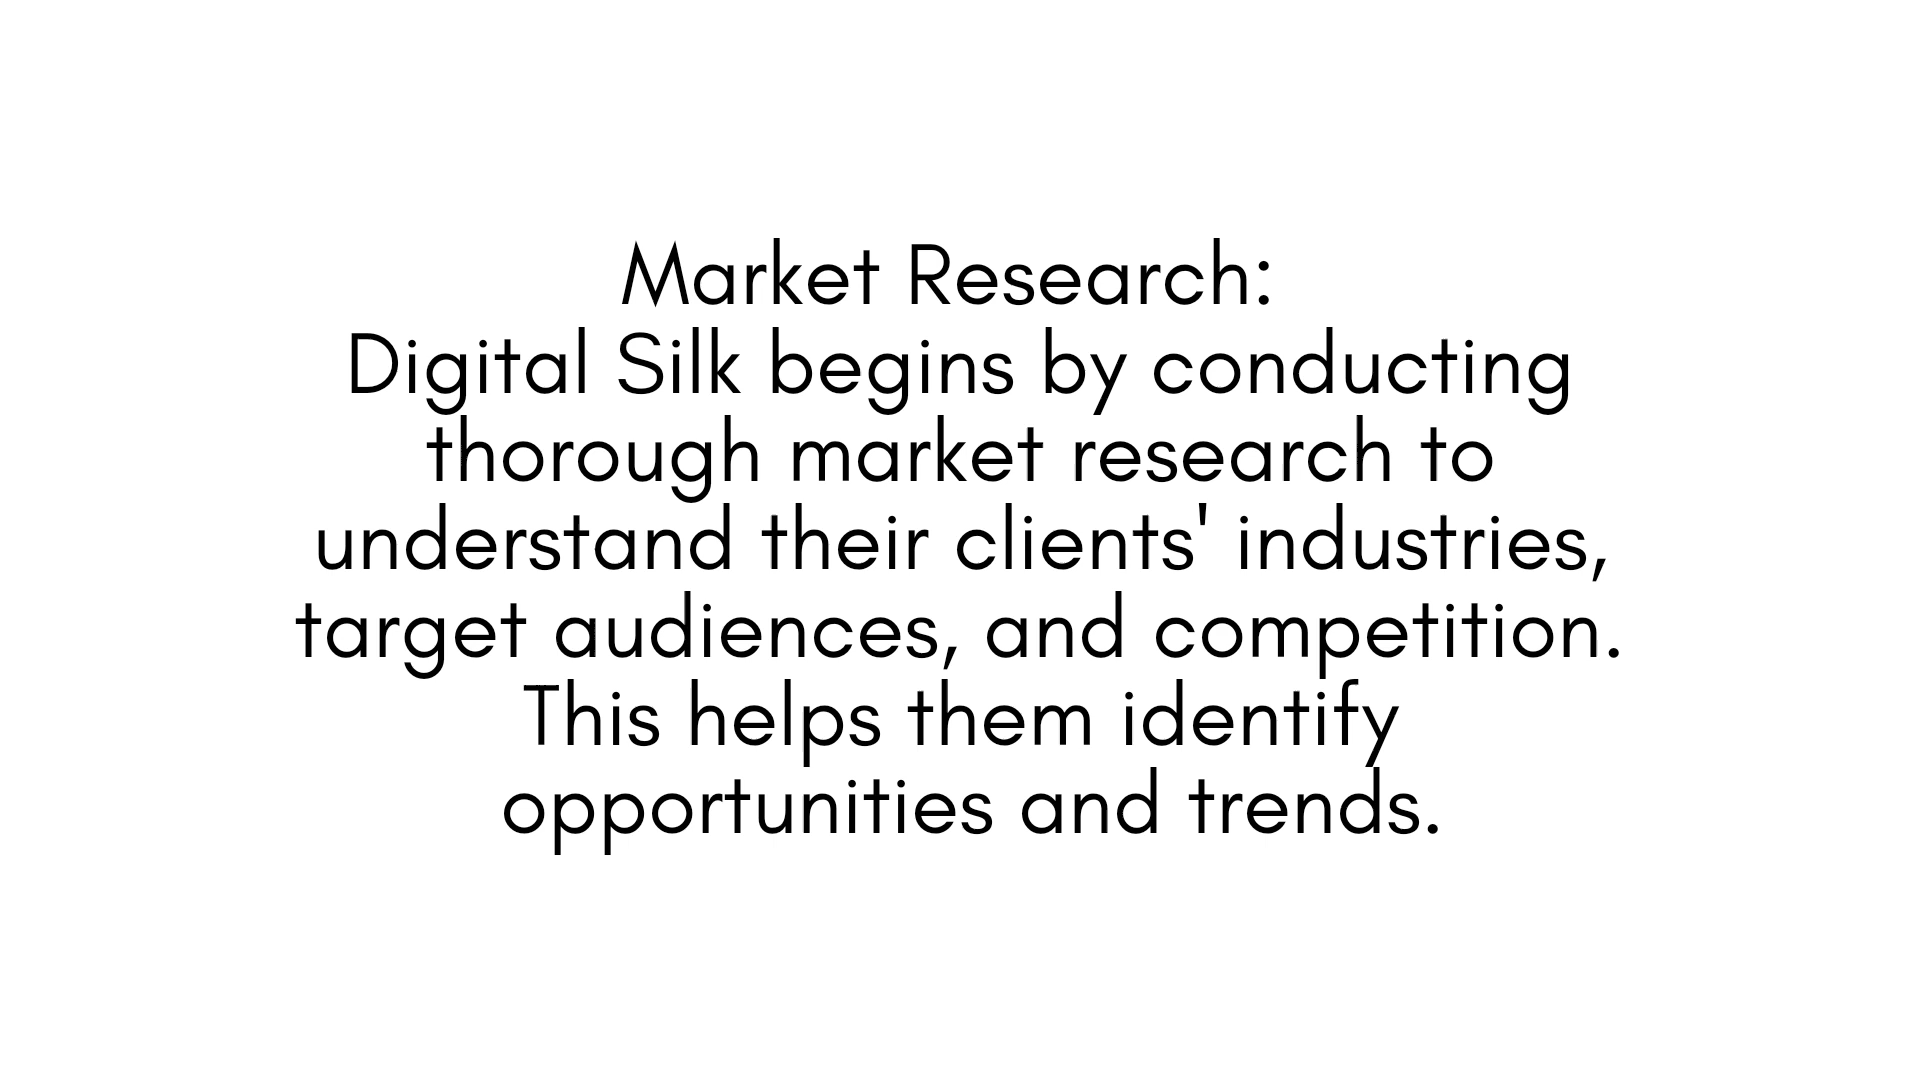 Market Research:
Digital Silk begins by conducting
thorough market research to
understand their clients' industries,
target audiences, and competition.
This helps them identify
opportunities and trends.